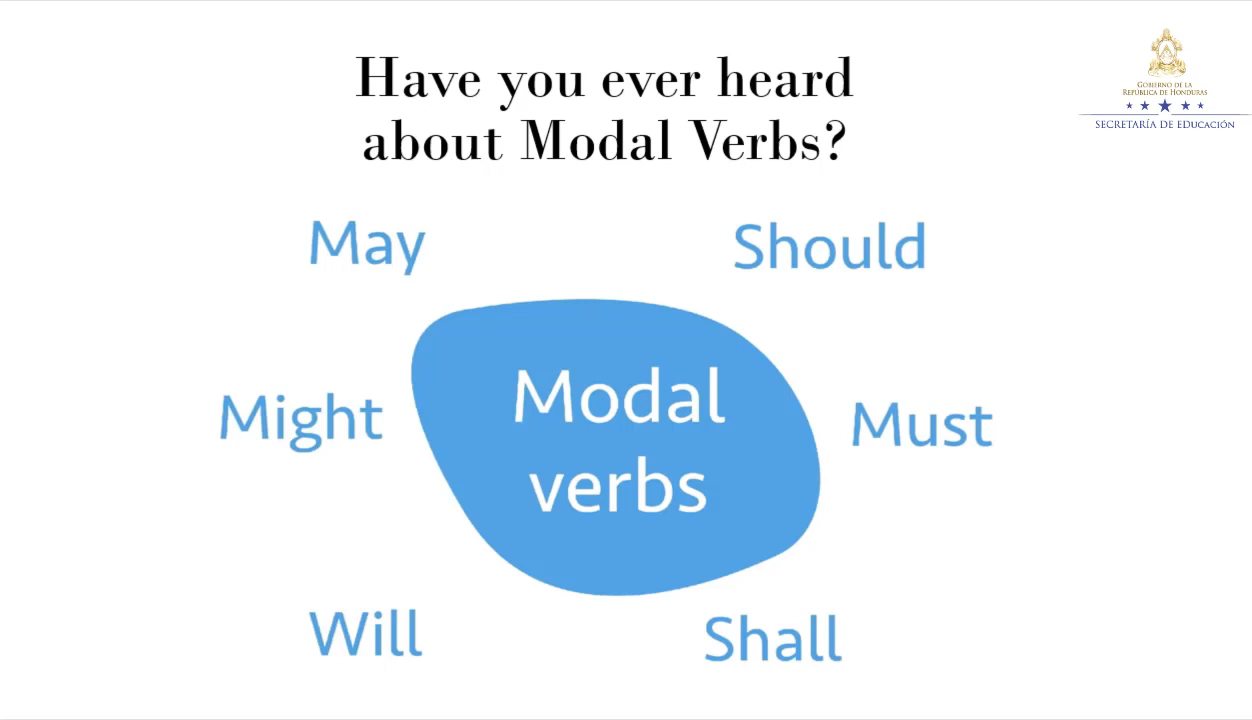 Have you ever heard
about Modal Verbs?
GOBIERNO DE LA
REPÚBLICA DE HONDURAS
SECRETARÍA DE EDUCACIÓN
May
Should
Modal
verbs
Might
Must
Will
Shall